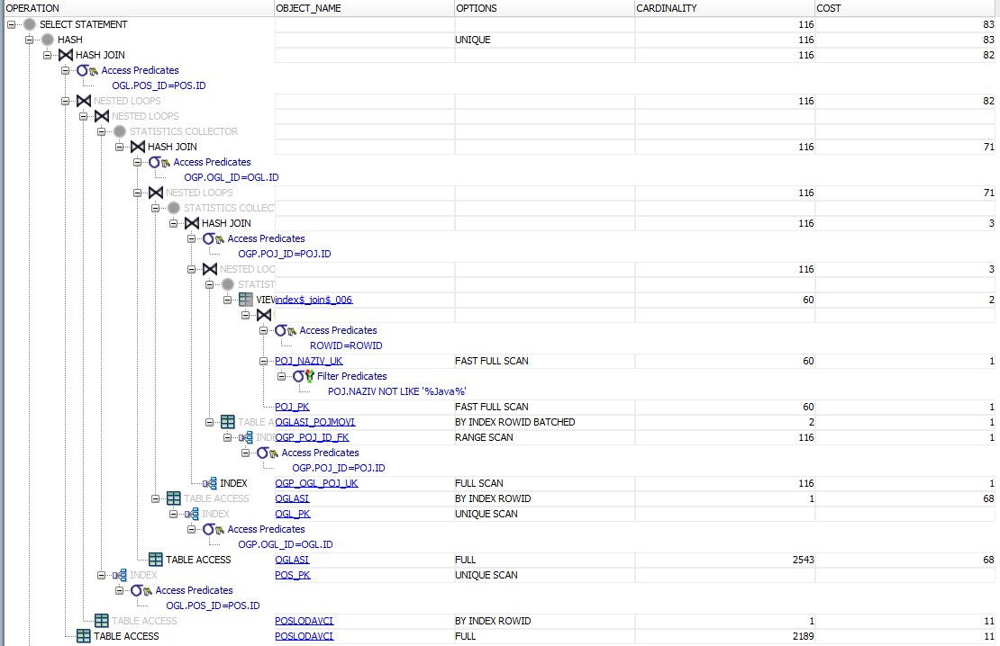 OPERATION OBJECT_NAME OPTIONS CARDINALITY COST
SELECT STATEMENT 116 83
HASH UNIQUE 116 83
HASH JOIN 116 82
Access Predicates
OGL.POS_ID=POS.ID
NESTED LOOPS 116 82
NESTED LOOPS
STATISTICS COLLECTOR
HASH JOIN 116 71
Access Predicates
OGP.OGL_ID=OGL.ID
NESTED LOOPS 116 71
STATISTICS COLLECT
HASH JOIN 116 3
Access Predicates
OGP.POJ_ID=POJ.ID
NESTED LOO 116 3
STATIST
VIEW index$_join$_006 60 2
Access Predicates
ROWID=ROWID
POJ_NAZIV_UK FAST FULL SCAN 60 1
Filter Predicates
POJ.NAZIV NOT LIKE '%Java%'
POJ_PK FAST FULL SCAN 60 1
TABLE A OGLASI_POJMOVI BY INDEX ROWID BATCHED 2 1
INDE OGP_POJ_ID_FK RANGE SCAN 116 1
Access Predicates
OGP.POJ_ID=POJ.ID
INDEX OGP_OGL_POJ_UK FULL SCAN 116 1
TABLE ACCESS OGLASI BY INDEX ROWID 1 68
INDEX OGL_PK UNIQUE SCAN
Access Predicates
OGP.OGL_ID=OGL.ID
TABLE ACCESS OGLASI FULL 2543 68
INDEX POS_PK UNIQUE SCAN
Access Predicates
OGL.POS_ID=POS.ID
TABLE ACCESS POSLODAVCI BY INDEX ROWID 1 11
TABLE ACCESS POSLODAVCI FULL 2189 11